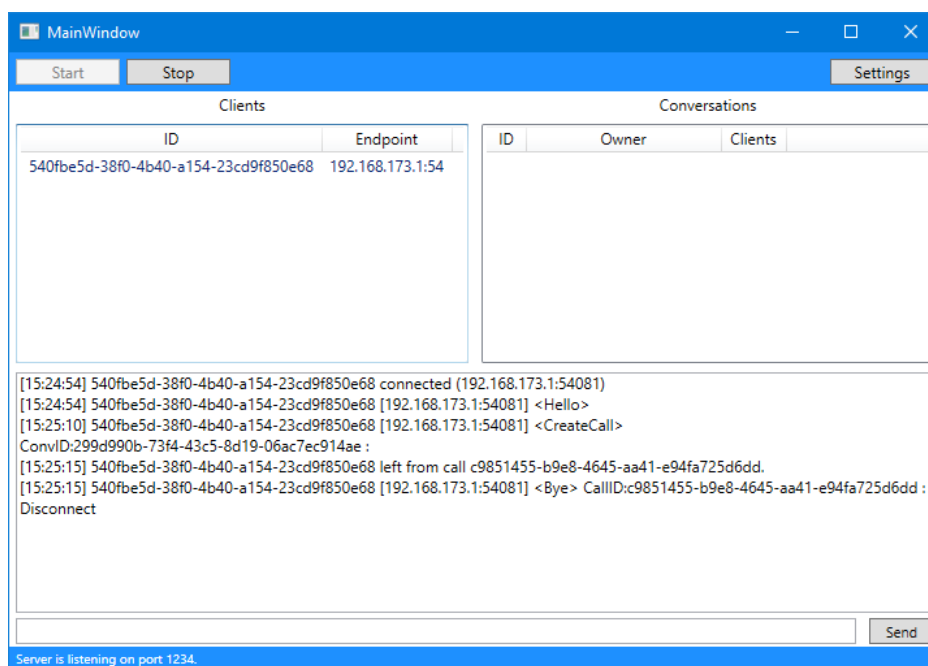 MainWindow
Start Stop Settings
Clients Conversations
ID Endpoint ID Owner Clients
540fbe5d-38f0-4b40-a154-23cd9f850e68 192.168.173.1:54
[15:24:54] 540fbe5d-38f0-4b40-a154-23cd9f850e68 connected (192.168.173.1:54081)
[15:24:54] 540fbe5d-38f0-4b40-a154-23cd9f850e68 [192.168.173.1:54081] <Hello>
[15:25:10] 540fbe5d-38f0-4b40-a154-23cd9f850e68 [192.168.173.1:54081] <CreateCall>
ConvID:299d990b-73f4-43c5-8d19-06ac7ec914ae :
[15:25:15] 540fbe5d-38f0-4b40-a154-23cd9f850e68 left from call c9851455-b9e8-4645-aa41-e94fa725d6dd.
[15:25:15] 540fbe5d-38f0-4b40-a154-23cd9f850e68 [192.168.173.1:54081] <Bye> CallID:c9851455-b9e8-4645-aa41-e94fa725d6dd :
Disconnect
Send
Server is listening on port 1234.